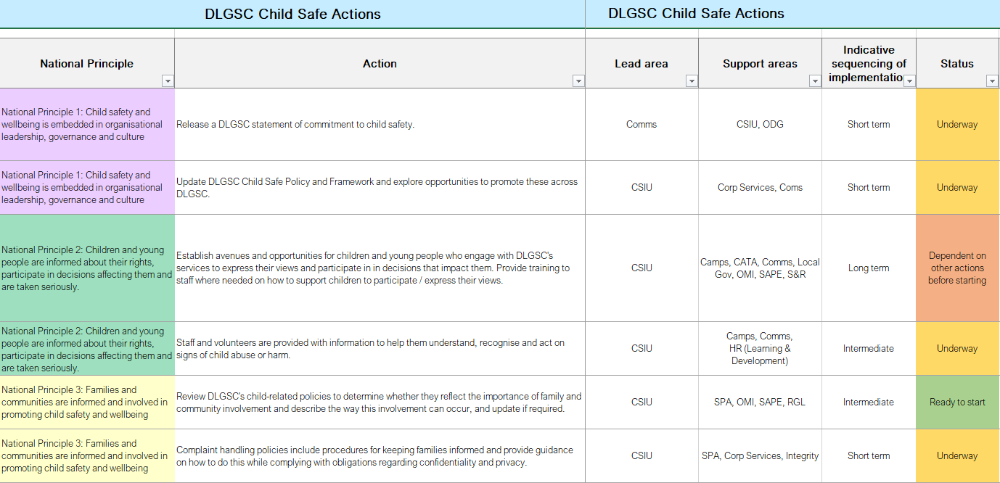 DLGSC Child Safe Actions
DLGSC Child Safe Actions
National Principle
Action
Lead area
Support areas
Indicative
sequencing of
implementatio
Status
National Principle 1: Child safety and
wellbeing is embedded in organisational
leadership, governance and culture
Release a DLGSC statement of commitment to child safety.
Comms
CSIU, ODG
Short term
Underway
National Principle 1: Child safety and
wellbeing is embedded in organisational
leadership, governance and culture
Update DLGSC Child Safe Policy and Framework and explore opportunities to promote these across
DLGSC.
CSIU
Corp Services, Coms
Short term
Underway
National Principle 2: Children and young
people are informed about their rights,
participate in decisions affecting them and
are taken seriously.
Establish avenues and opportunities for children and young people who engage with DLGSC's
services to express their views and participate in in decisions that impact them. Provide training to
staff where needed on how to support children to participate / express their views.
CSIU
Camps, CATA, Comms, Local
Gov, OMI, SAPE, S&R
Long term
Dependent on
other actions
before starting
National Principle 2: Children and young
people are informed about their rights,
participate in decisions affecting them and
are taken seriously.
Staff and volunteers are provided with information to help them understand, recognise and act on
signs of child abuse or harm.
CSIU
Camps, Comms,
HR (Learning &
Development)
Intermediate
Underway
National Principle 3: Families and
communities are informed and involved in
promoting child safety and wellbeing
Review DLGSC's child-related policies to determine whether they reflect the importance of family and
community involvement and describe the way this involvement can occur, and update if required.
CSIU
SPA, OMI, SAPE, RGL
Intermediate
Ready to start
National Principle 3: Families and
communities are informed and involved in
promoting child safety and wellbeing
Complaint handling policies include procedures for keeping families informed and provide guidance
on how to do this while complying with obligations regarding confidentiality and privacy.
CSIU
SPA, Corp Services, Integrity
Short term
Underway